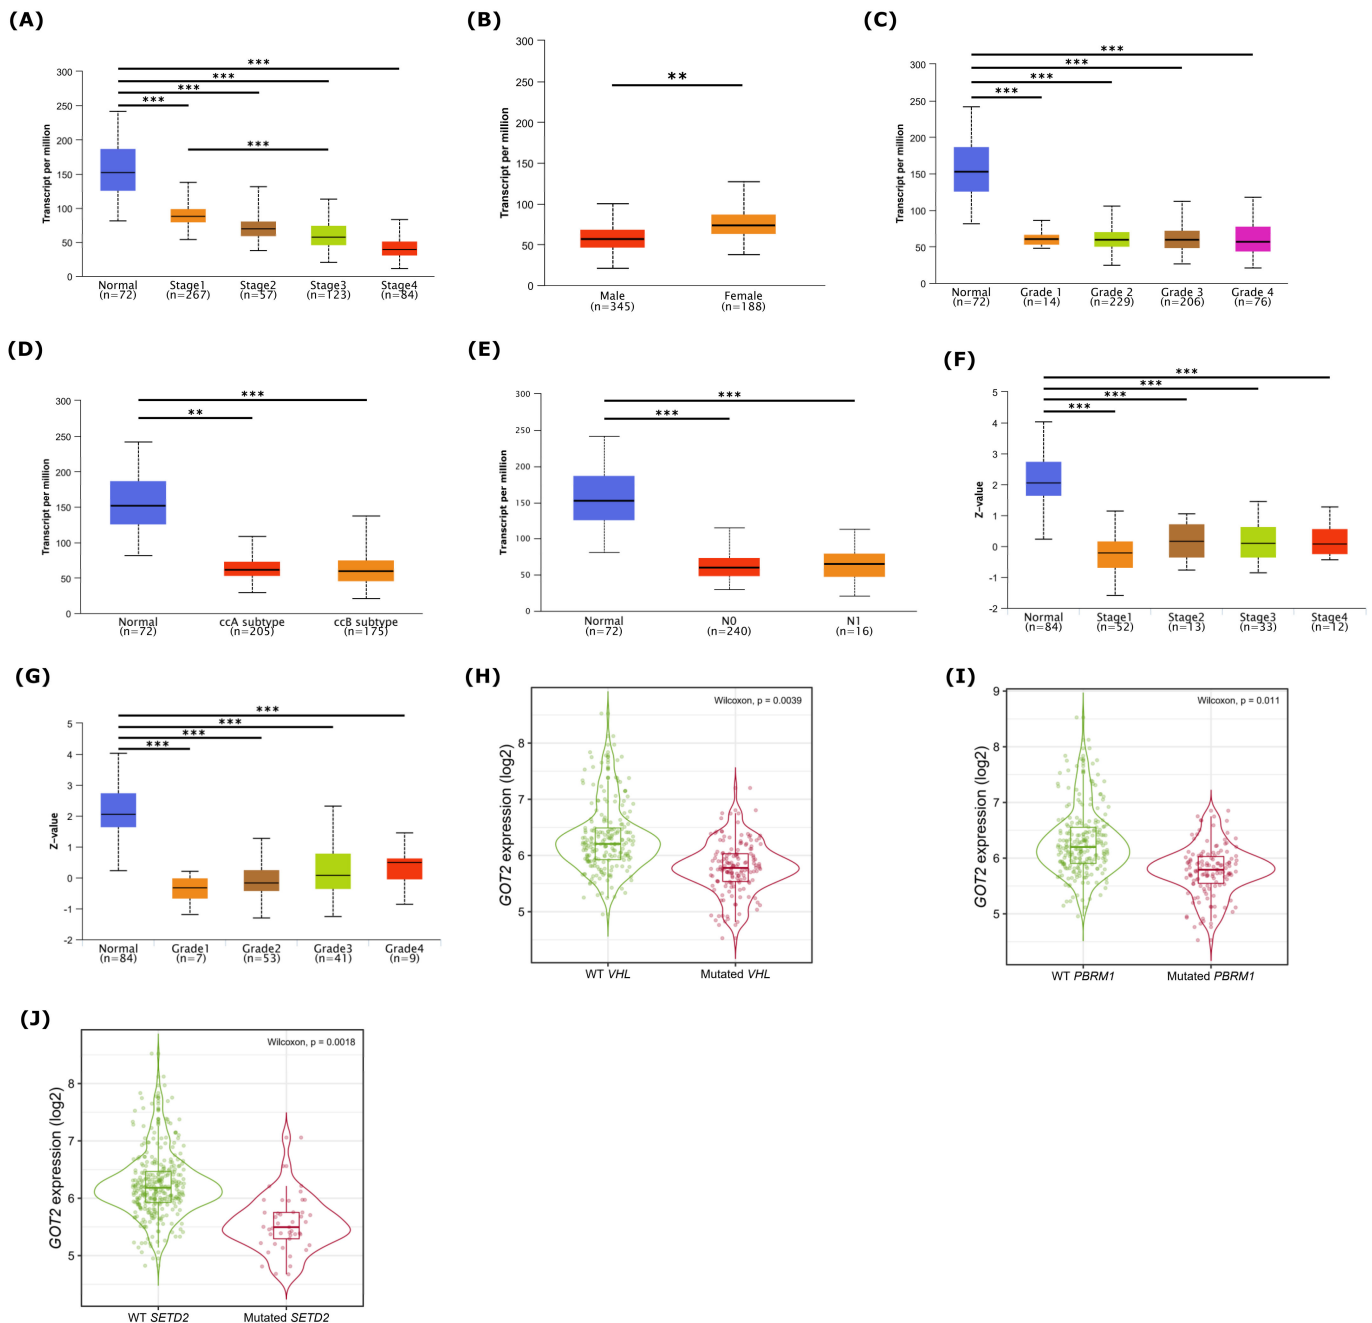 (A)
***
***
***
***
***
Transcript per million
300
250
200
150
100
50
0
Normal Stage1 Stage2 Stage3 Stage4
(n=72) (n=267) (n=57) (n=123) (n=84)
(B)
**
Transcript per million
300
250
200
150
100
50
0
Male Female
(n=345) (n=188)
(C)
***
***
***
***
Transcript per million
300
250
200
150
100
50
0
Normal Grade 1 Grade 2 Grade 3 Grade 4
(n=72) (n=14) (n=229) (n=206) (n=76)
(D)
***
**
Transcript per million
300
250
200
150
100
50
0
Normal ccA subtype ccB subtype
(n=72) (n=205) (n=175)
(E)
***
***
Transcript per million
300
250
200
150
100
50
0
Normal N0 N1
(n=72) (n=240) (n=16)
(F)
***
***
***
***
Z-value
5
4
3
2
1
0
-1
-2
Normal Stage1 Stage2 Stage3 Stage4
(n=84) (n=52) (n=13) (n=33) (n=12)
(G)
***
***
***
***
Z-value
5
4
3
2
1
0
-1
-2
Normal Grade1 Grade2 Grade3 Grade4
(n=84) (n=7) (n=53) (n=41) (n=9)
(H)
Wilcoxon, p = 0.0039
GOT2 expression (log2)
8
7
6
5
WT VHL Mutated VHL
(I)
Wilcoxon, p = 0.011
GOT2 expression (log2)
9
8
7
6
5
WT PBRM1 Mutated PBRM1
(J)
Wilcoxon, p = 0.0018
GOT2 expression (log2)
8
7
6
5
WT SETD2 Mutated SETD2